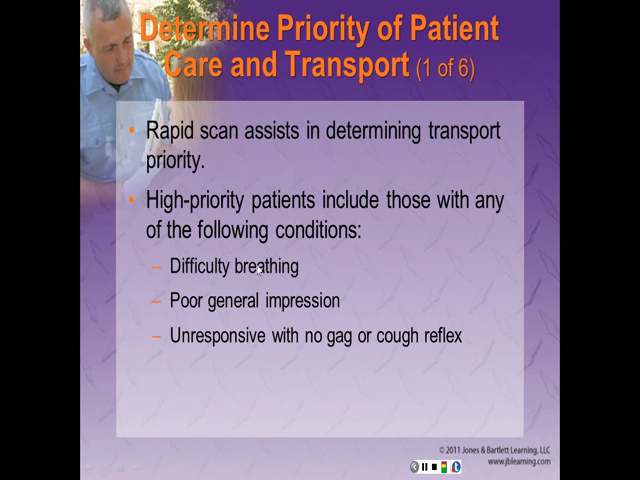 Determine Priority of Patient
Care and Transport (1 of 6)
• Rapid scan assists in determining transport
priority.
• High-priority patients include those with any
of the following conditions:
– Difficulty breathing
– Poor general impression
– Unresponsive with no gag or cough reflex
© 2011 Jones & Bartlett Learning, LLC
www.jblearning.com